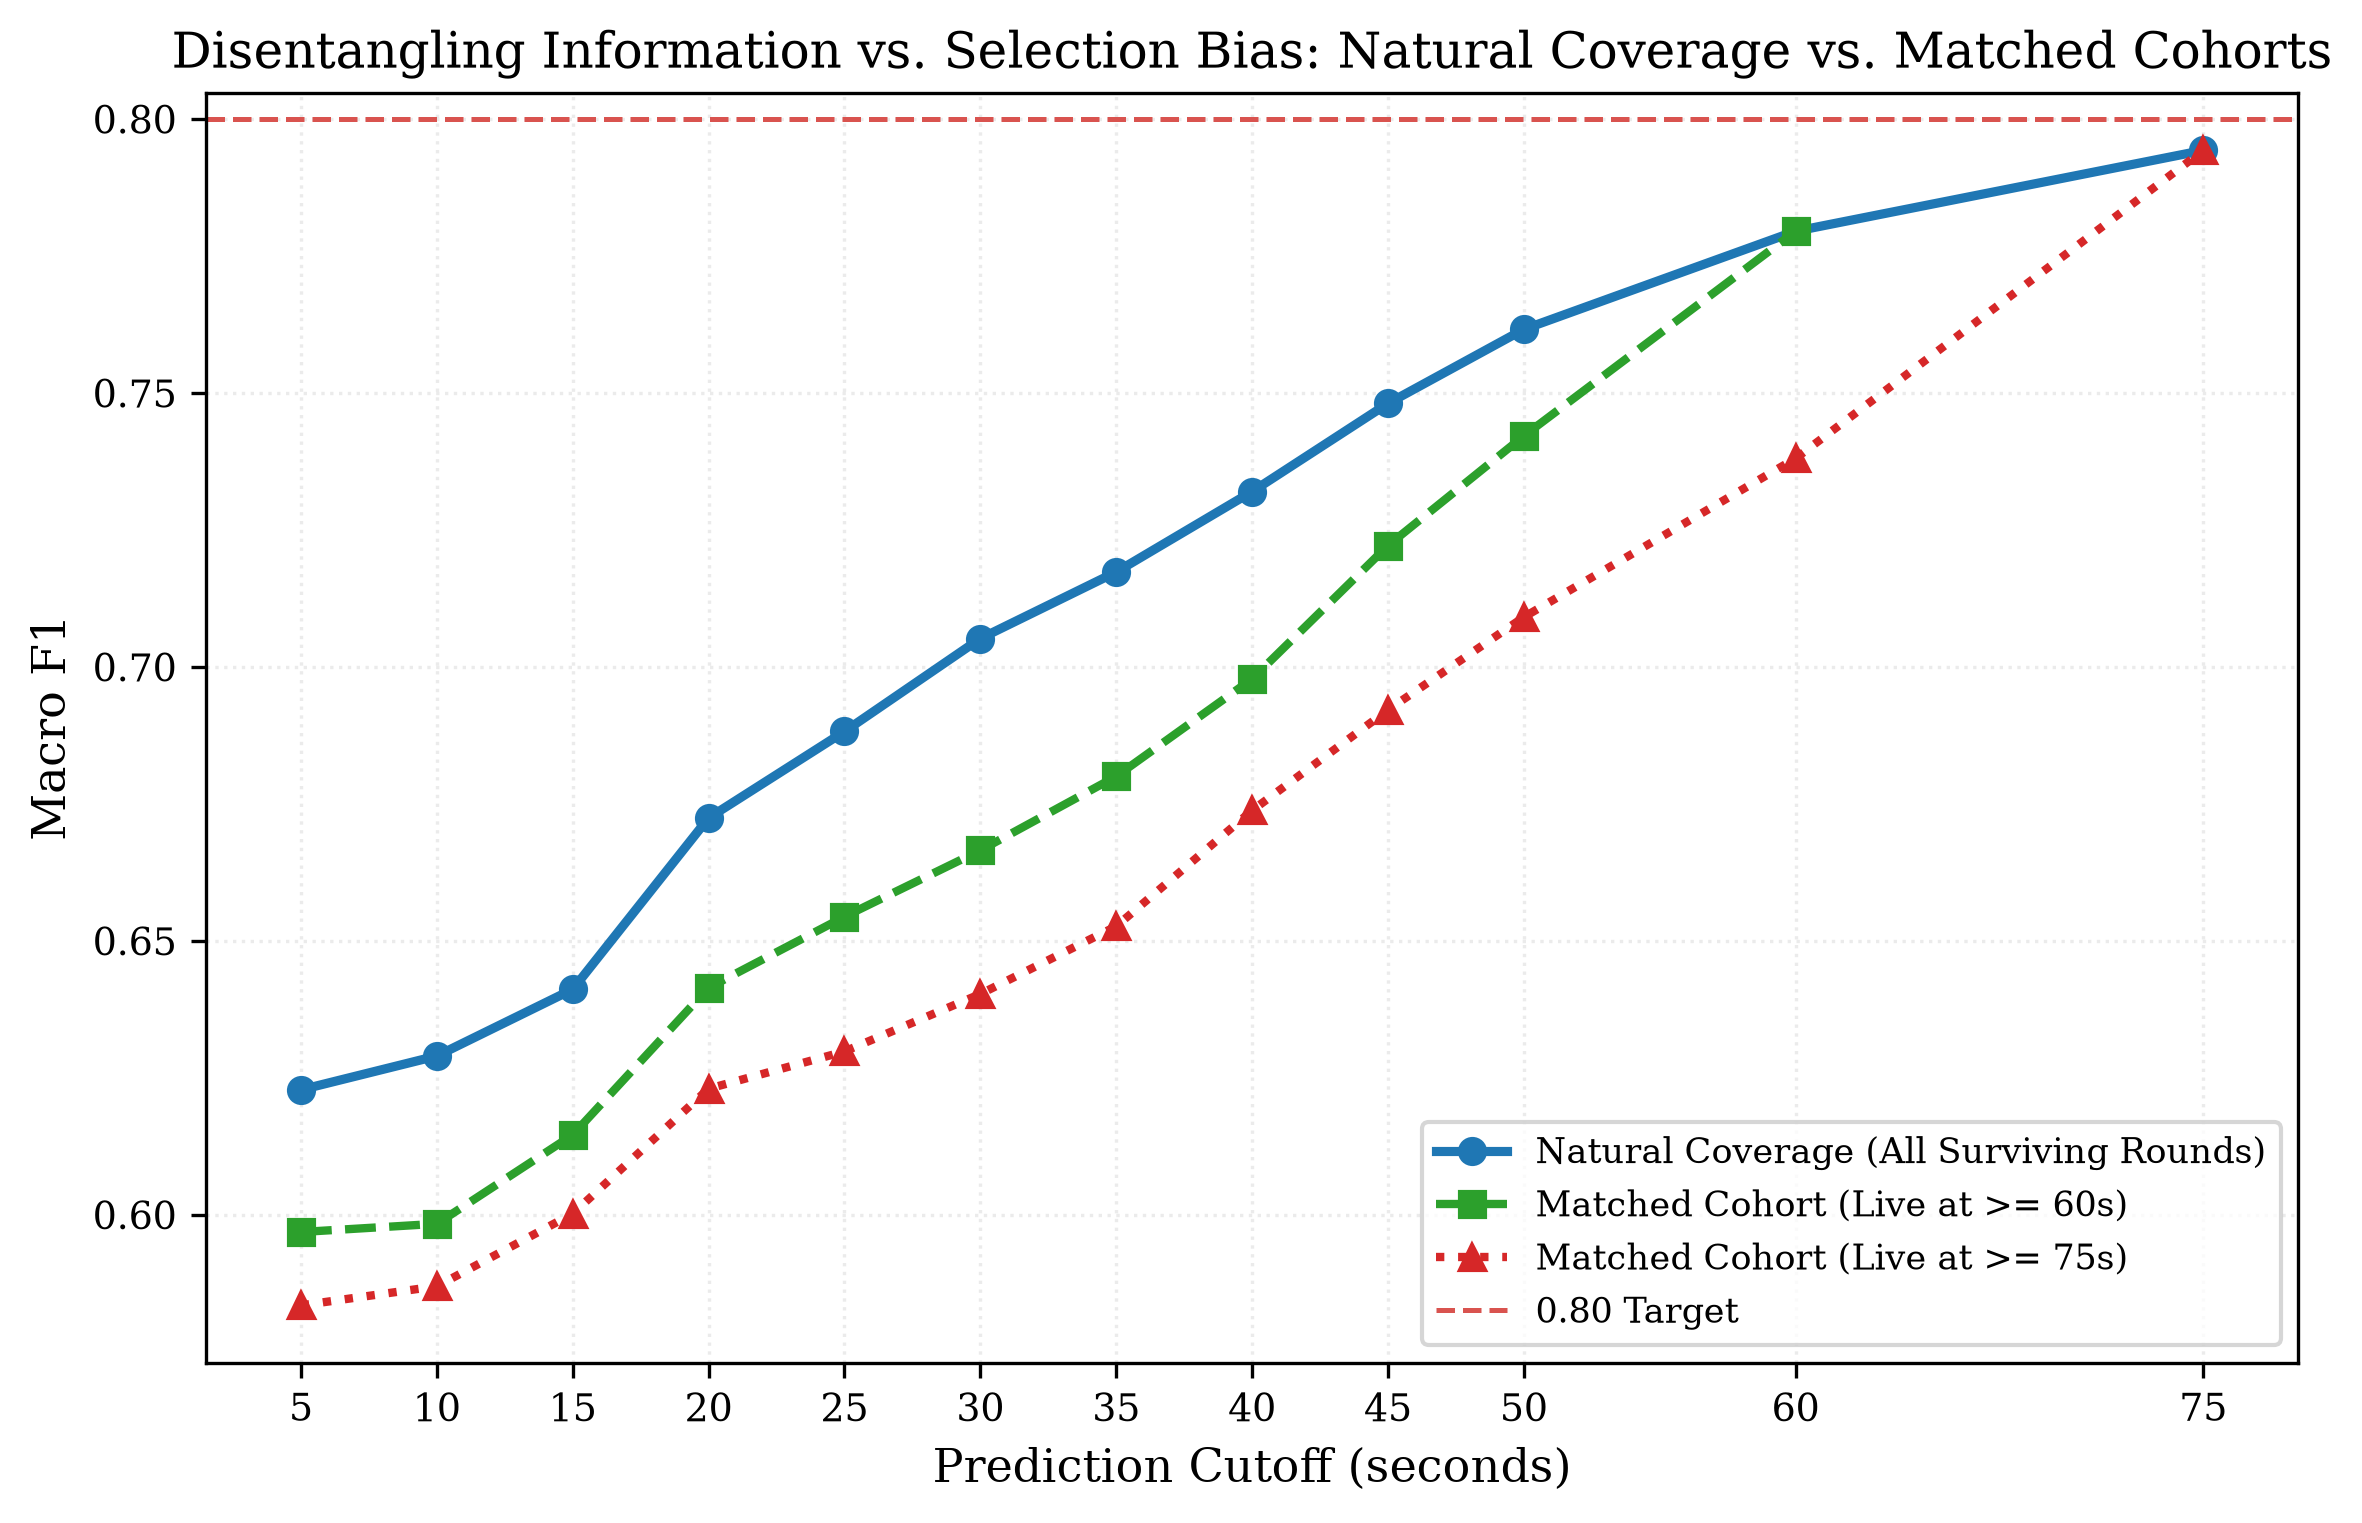 Disentangling Information vs. Selection Bias: Natural Coverage vs. Matched Cohorts
Macro F1
0.80
0.75
0.70
0.65
0.60
Natural Coverage (All Surviving Rounds)
Matched Cohort (Live at >= 60s)
Matched Cohort (Live at >= 75s)
0.80 Target
5 10 15 20 25 30 35 40 45 50 60 75
Prediction Cutoff (seconds)